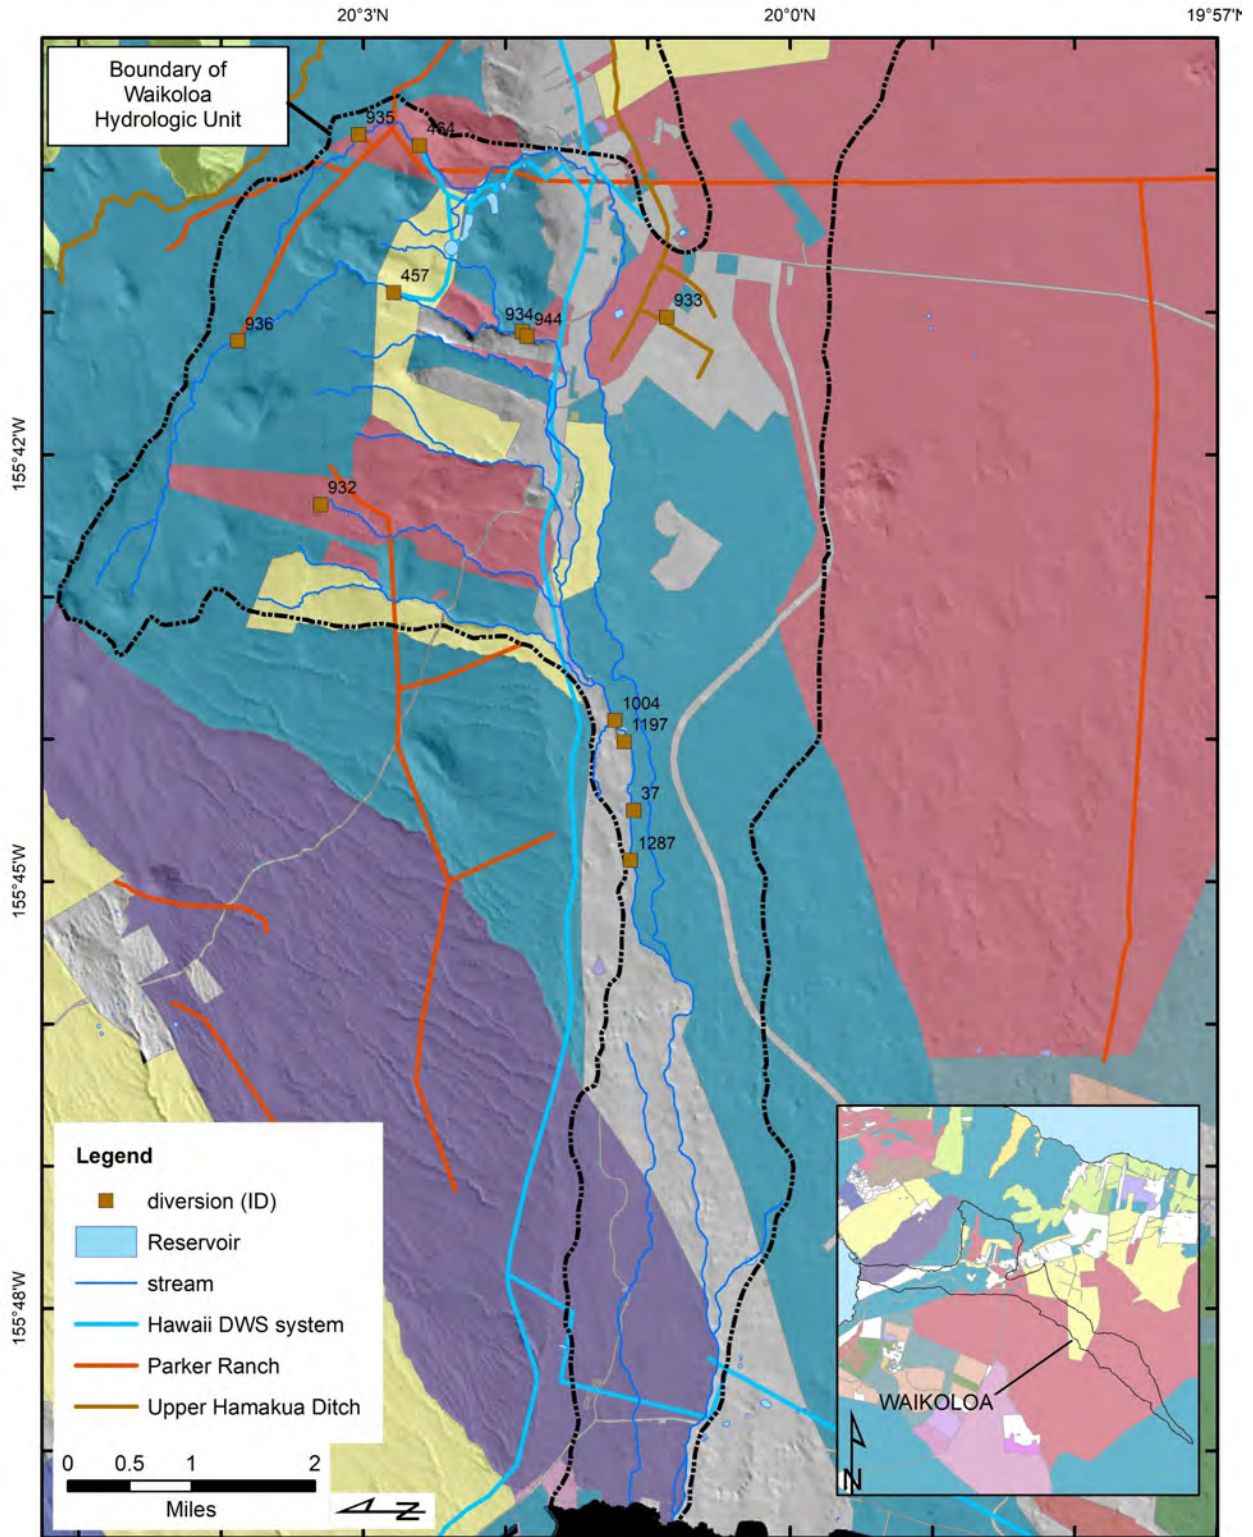 20°3'N
20°0'N
19°57'N
Boundary of
Waikoloa
Hydrologic Unit
935
464
457
934
944
933
936
155°42'W
932
1004
1197
37
1287
155°45'W
155°48'W
Legend
diversion (ID)
Reservoir
stream
Hawaii DWS system
Parker Ranch
Upper Hamakua Ditch
0 0.5 1 2
Miles
N
WAIKOLOA
N